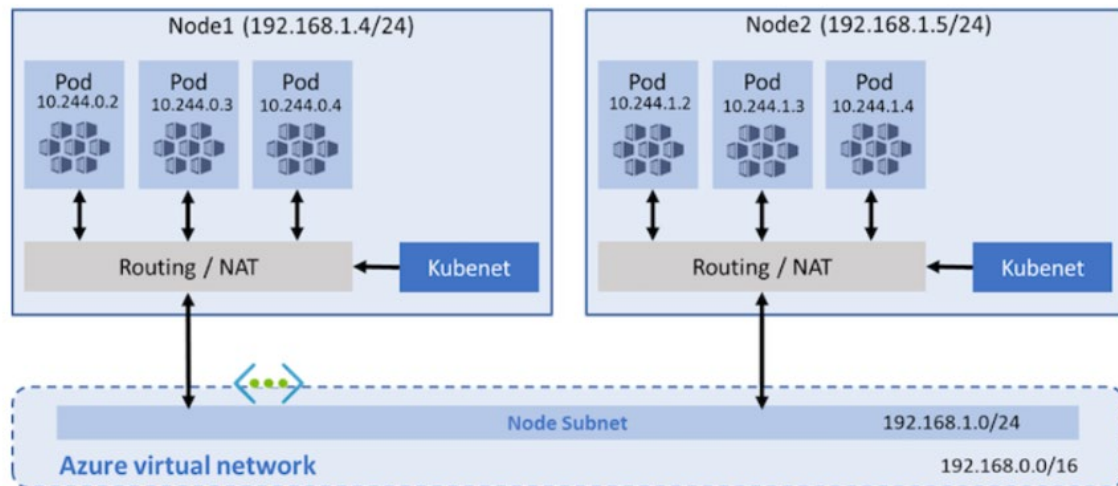 Node1 (192.168.1.4/24)
Pod
10.244.0.2
Pod
10.244.0.3
Pod
10.244.0.4
Routing / NAT
Kubenet
Node2 (192.168.1.5/24)
Pod
10.244.1.2
Pod
10.244.1.3
Pod
10.244.1.4
Routing / NAT
Kubenet
Node Subnet
192.168.1.0/24
Azure virtual network
192.168.0.0/16